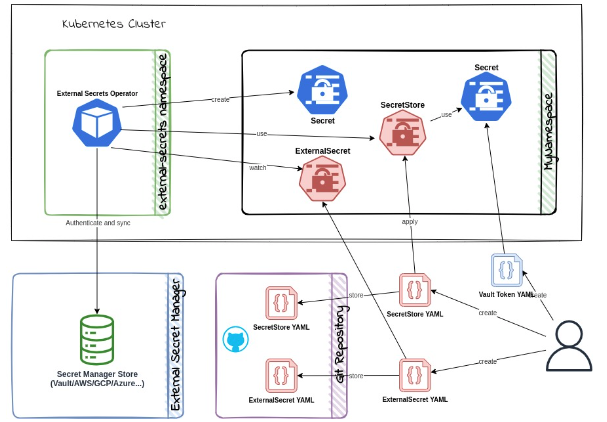 Kubernetes Cluster
External Secrets Operator
external-secrets namespace
create
Secret
Secret
SecretStore
use
use
ExternalSecret
watch
MyNamespace
Authenticate and sync
apply
Vault Token YAML
create
External Secret Manager
Secret Manager Store
(Vault/AWS/GCP/Azure...)
Git Repository
SecretStore YAML
store
SecretStore YAML
create
ExternalSecret YAML
store
ExternalSecret YAML
create